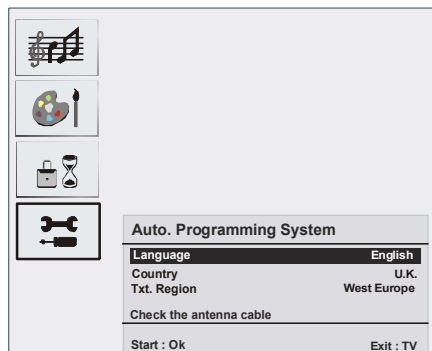 Auto. Programming System
Language English
Country U.K.
Txt. Region West Europe
Check the antenna cable
Start : Ok Exit : TV